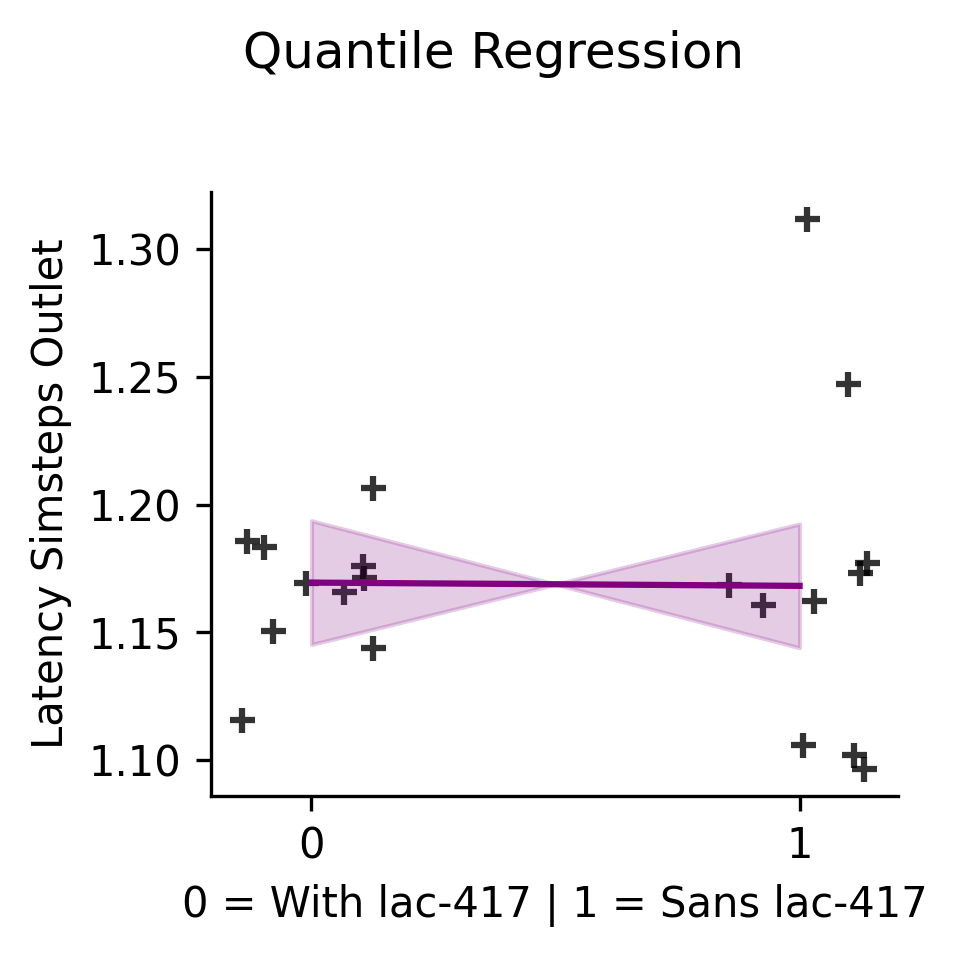 Quantile Regression
Latency Simsteps Outlet
1.30
1.25
1.20
1.15
1.10
0
1
0 = With lac-417 | 1 = Sans lac-417